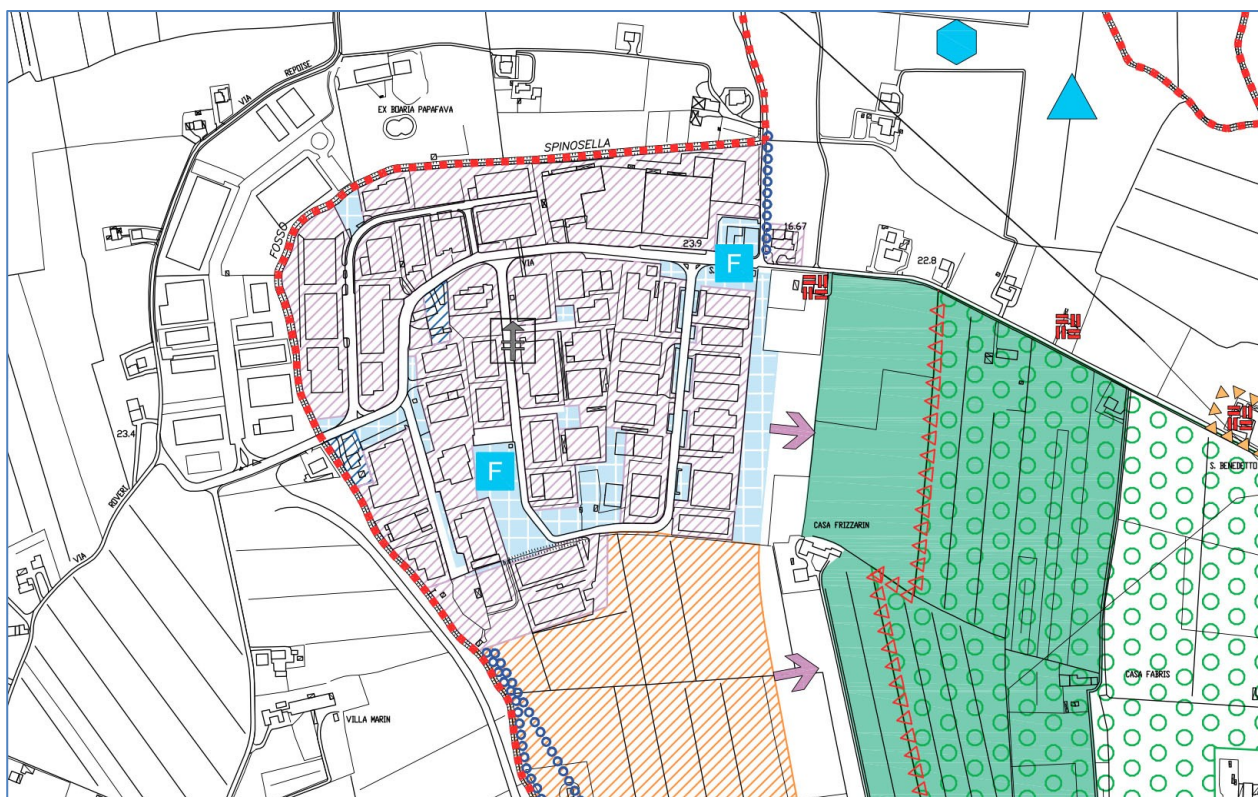 REPOISE
VIA
EX BOARIA PAPAFAVA
SPINOSELLA
FOSSO
16.67
23.9
F
S.
22.8
VIA
23.4
ROVERI
VIA
F
S. BENEDETTO
CASA FRIZZARIN
CASA FABRIS
VILLA MARIN